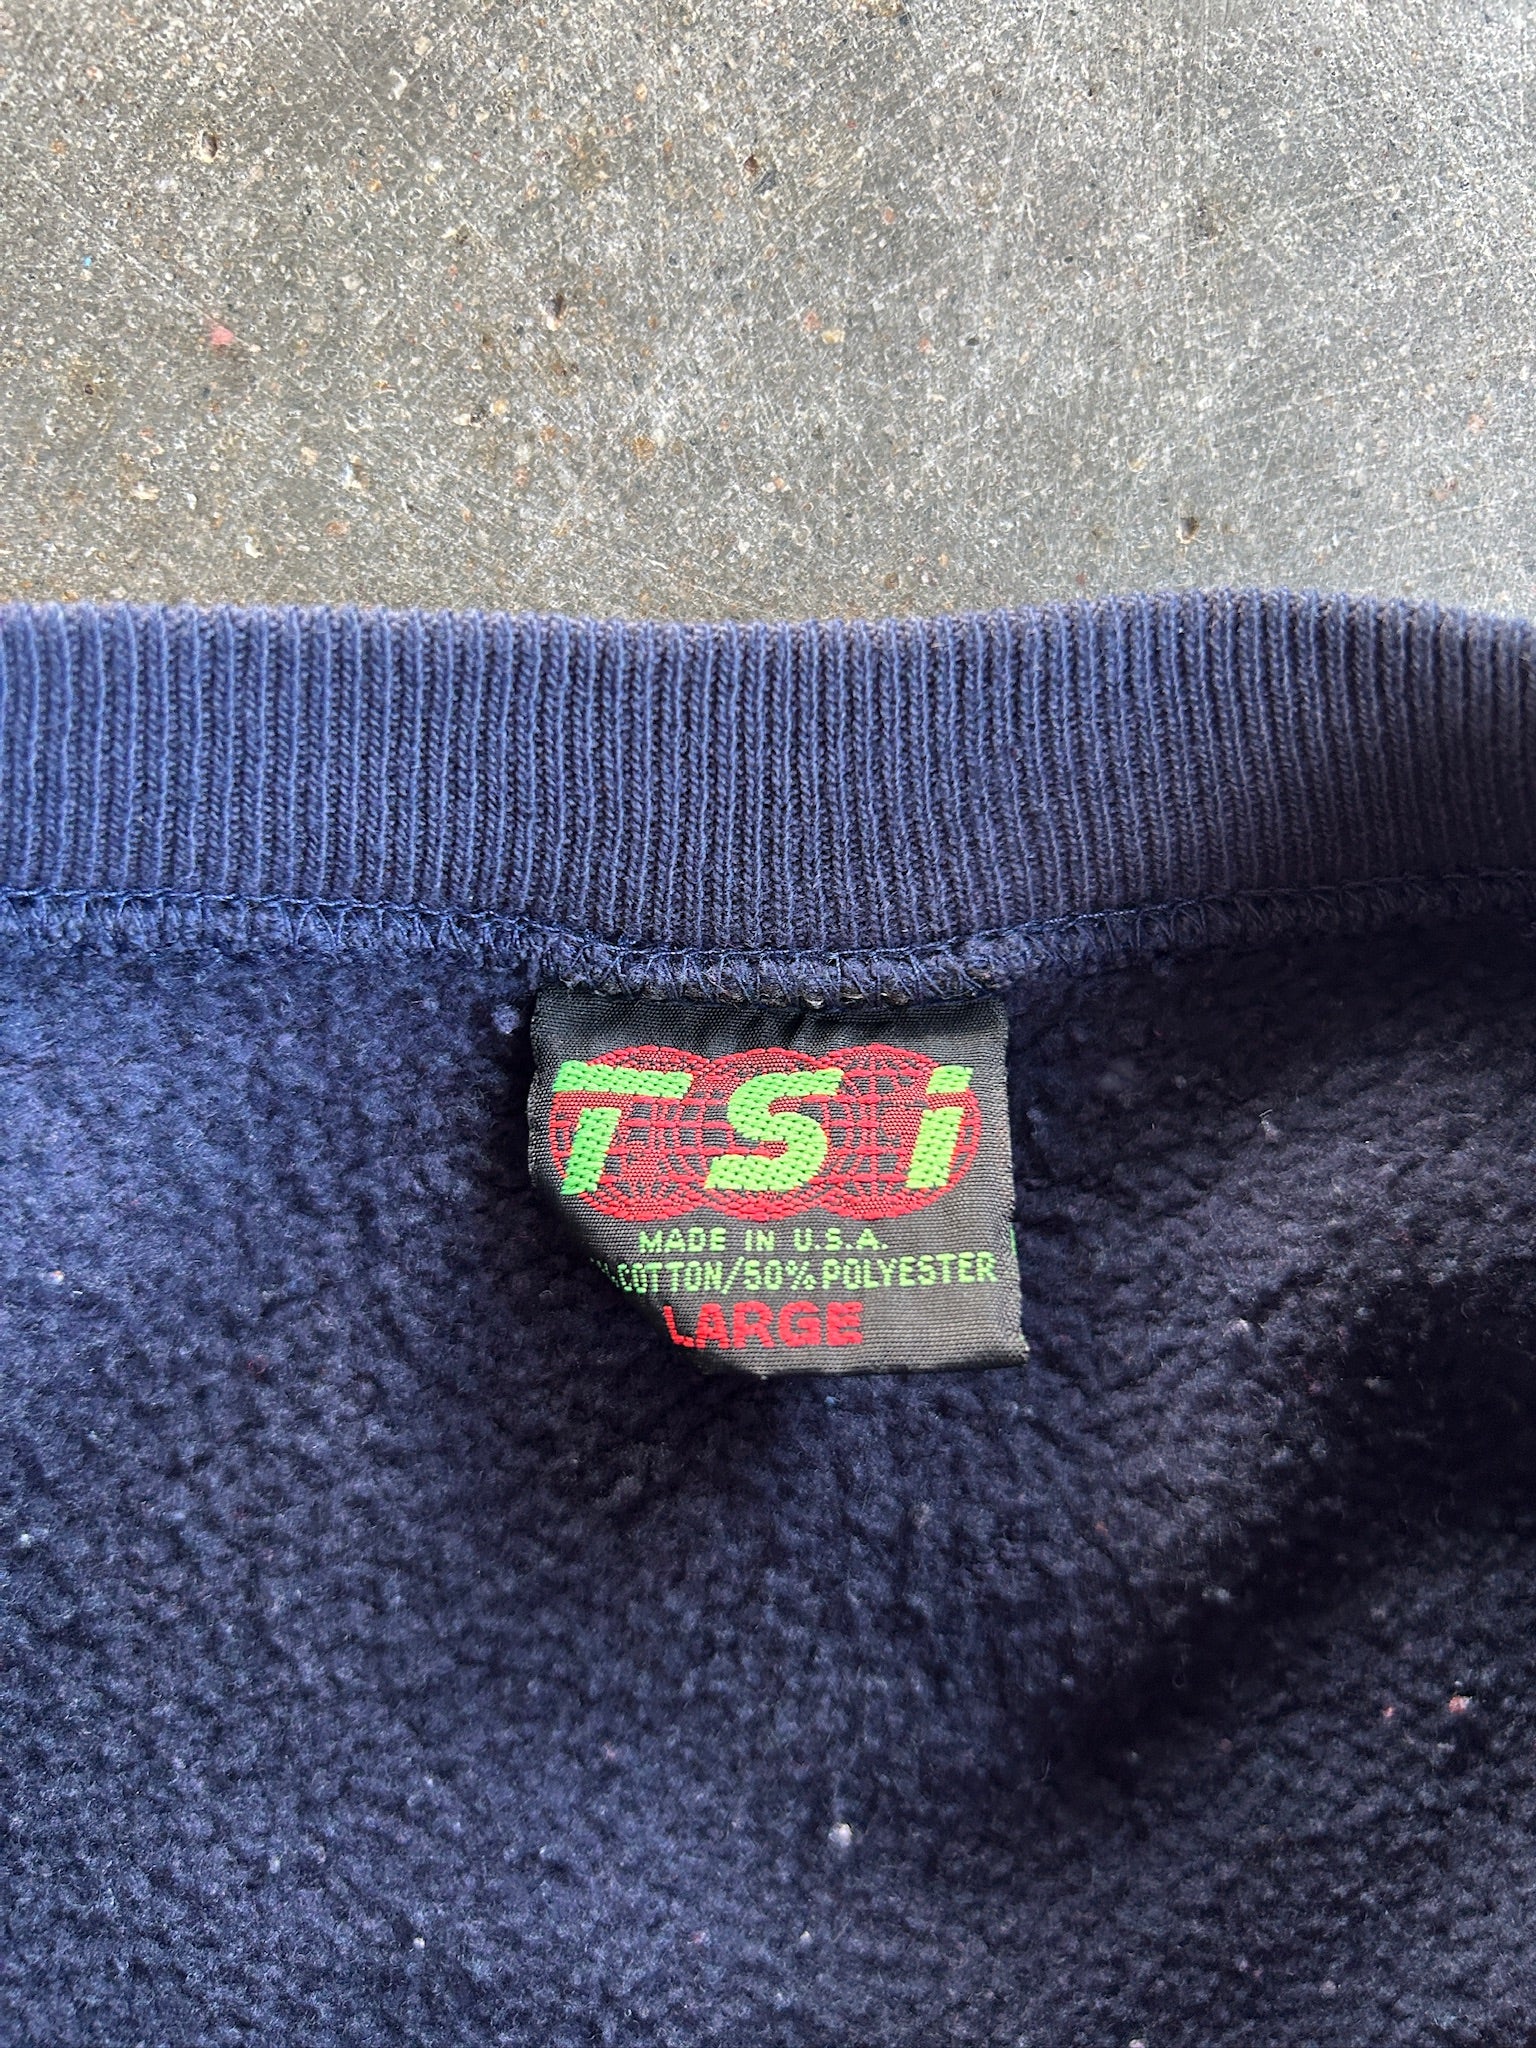 TSi
MADE IN U.S.A.
COTTON/50% POLYESTER
LARGE